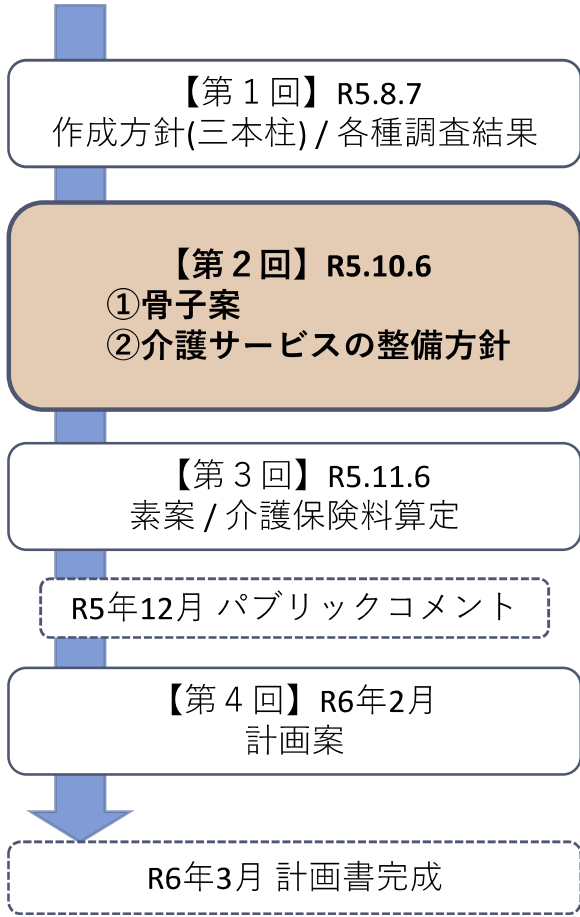 【第１回】R5.8.7
作成方針(三本柱) / 各種調査結果
【第２回】R5.10.6
①骨子案
②介護サービスの整備方針
【第３回】R5.11.6
素案 / 介護保険料算定
R5年12月 パブリックコメント
【第４回】R6年2月
計画案
R6年3月 計画書完成